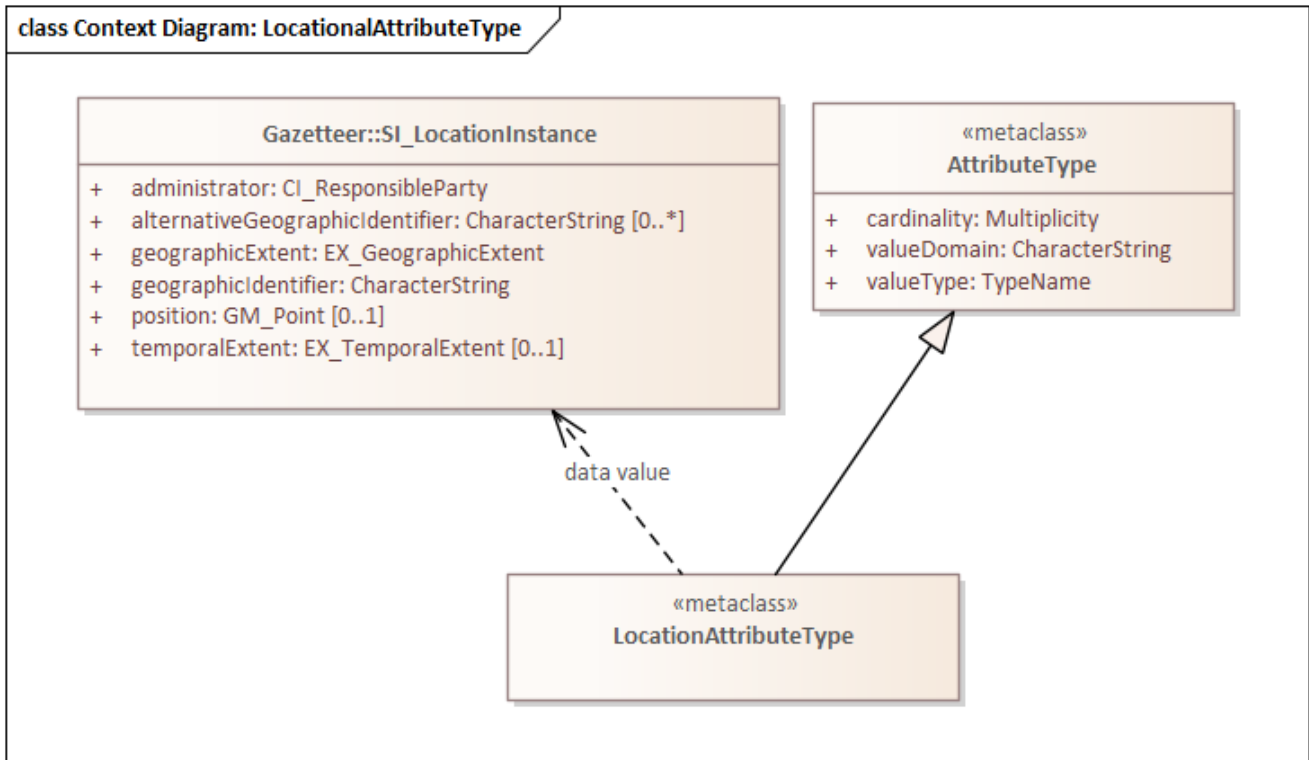 class Context Diagram: LocationalAttributeType
Gazetteer::SI_LocationInstance
+ administrator: CI_ResponsibleParty
+ alternativeGeographicIdentifier: CharacterString [0..*]
+ geographicExtent: EX_GeographicExtent
+ geographicIdentifier: CharacterString
+ position: GM_Point [0..1]
+ temporalExtent: EX_TemporalExtent [0..1]
«metaclass»
AttributeType
+ cardinality: Multiplicity
+ valueDomain: CharacterString
+ valueType: TypeName
data value
«metaclass»
LocationAttributeType